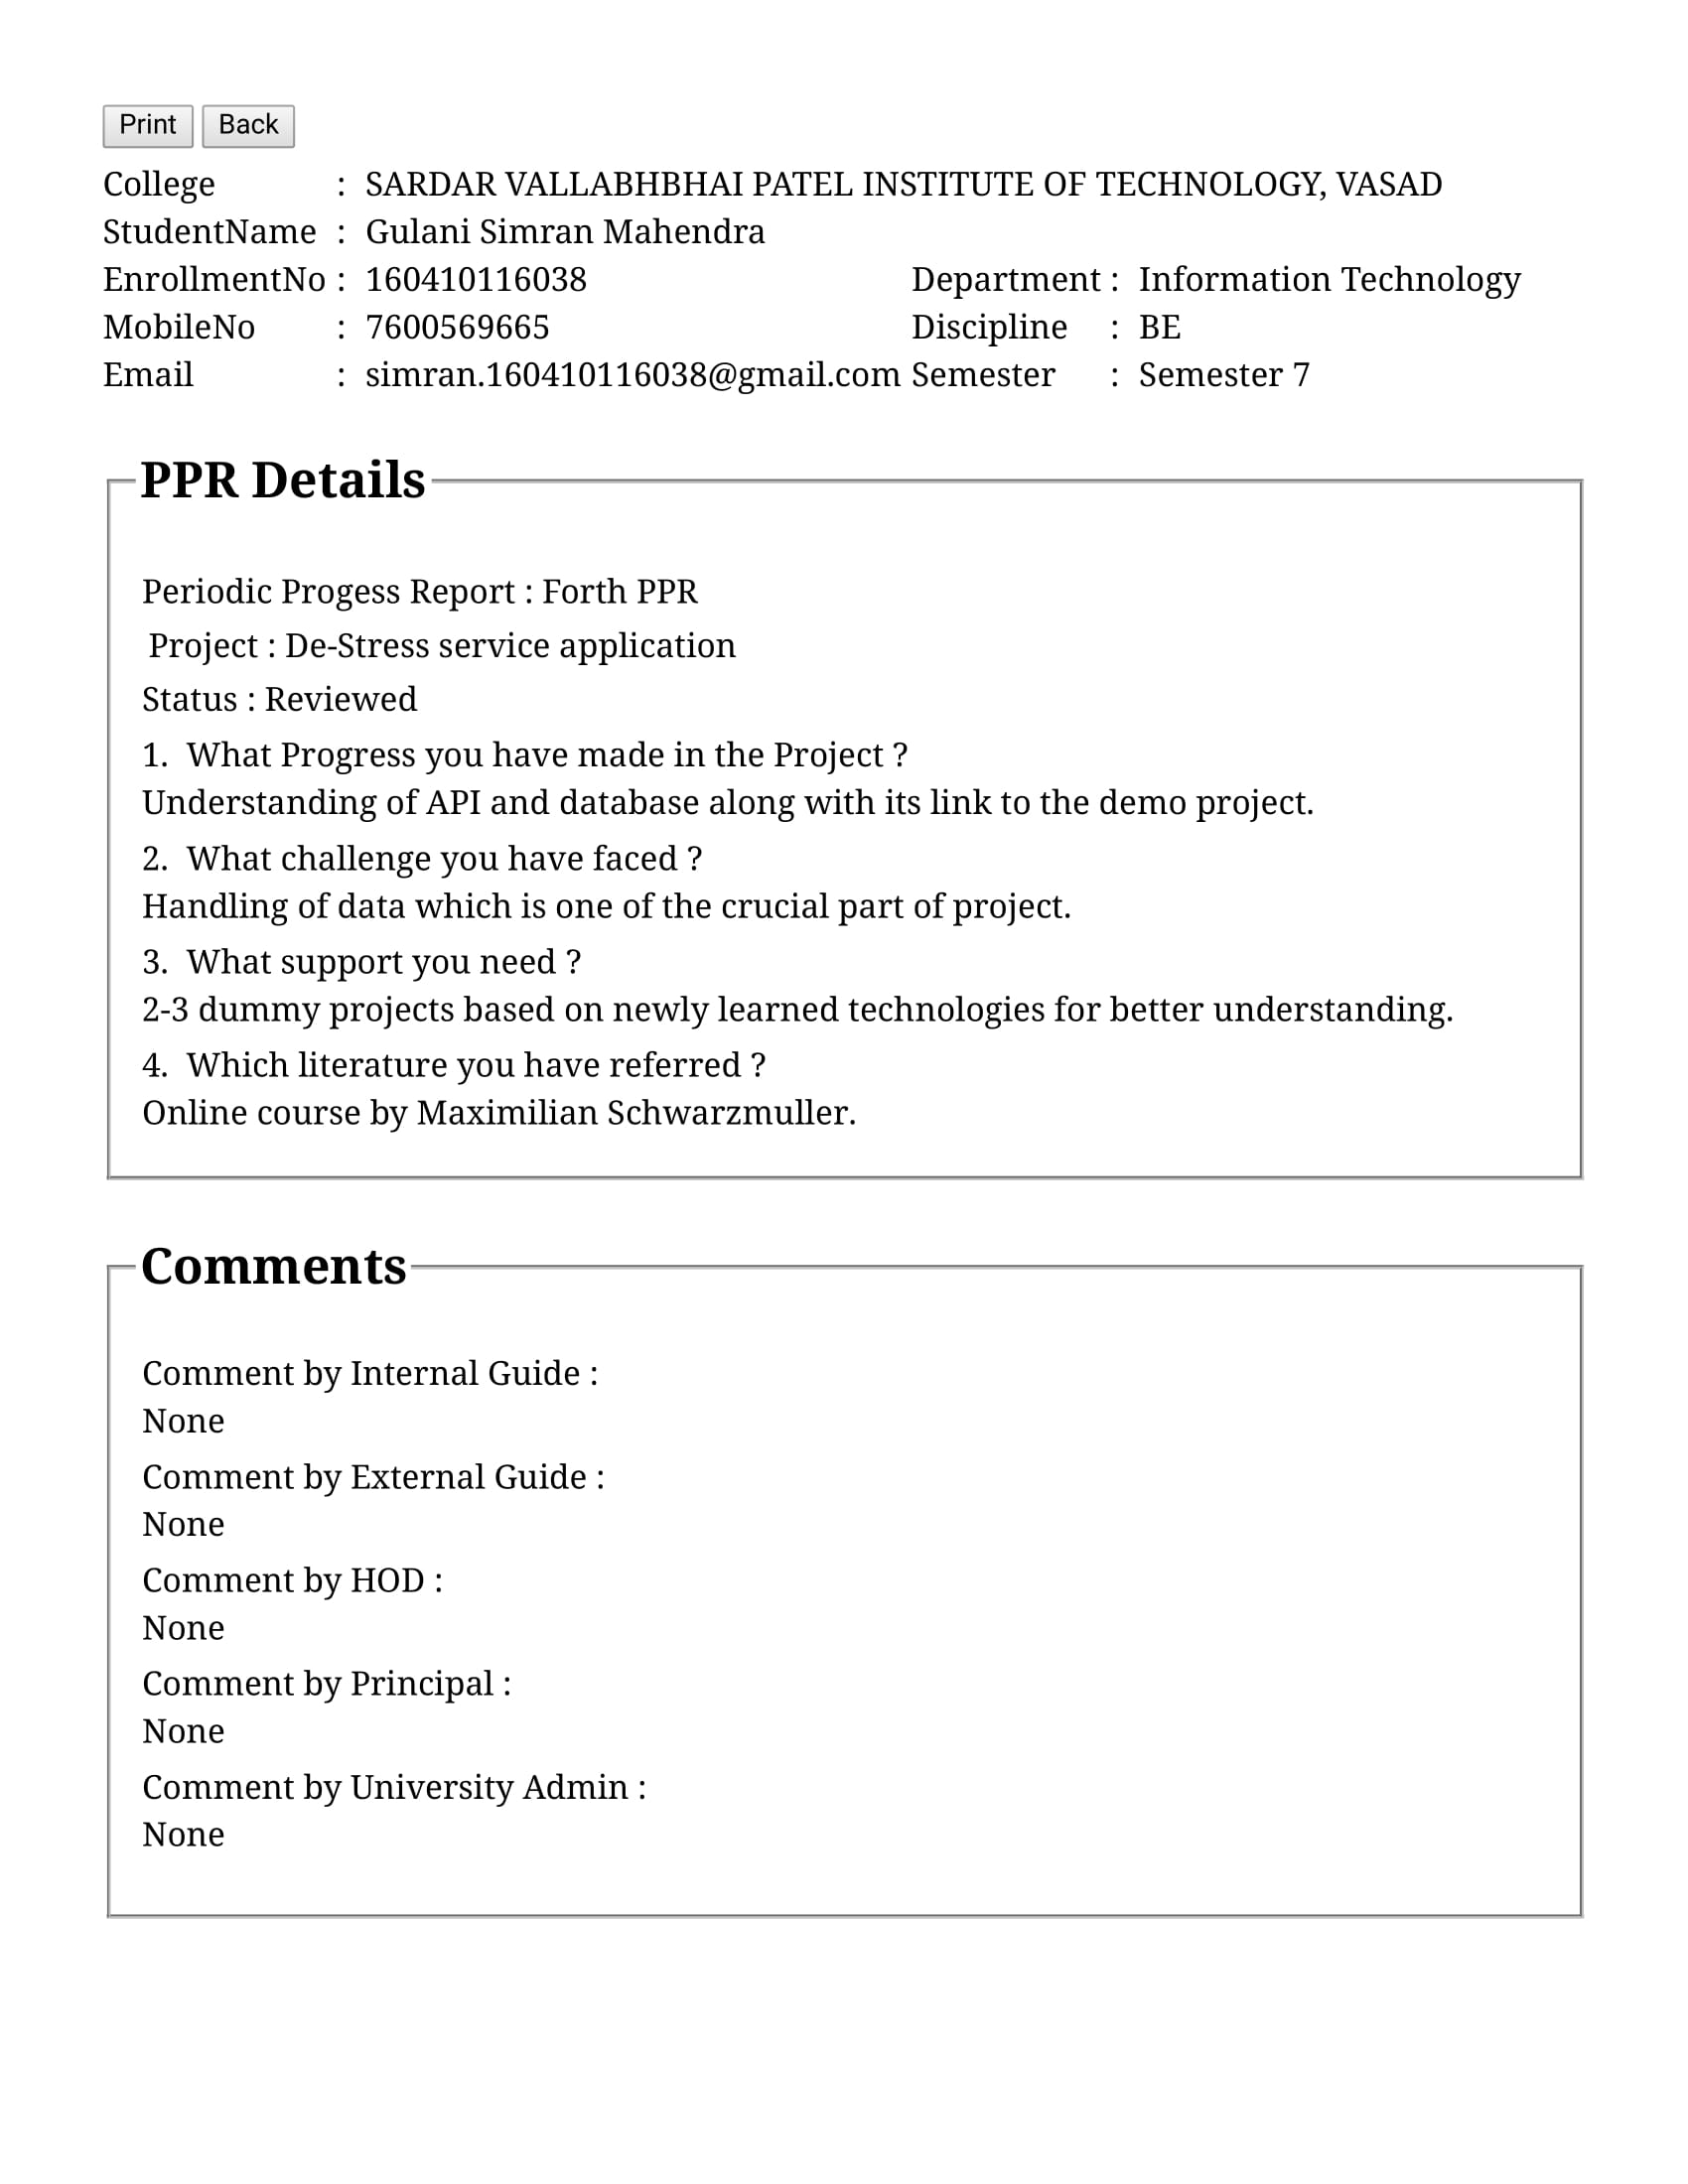 Print Back
College : SARDAR VALLABHBHAI PATEL INSTITUTE OF TECHNOLOGY, VASAD
StudentName : Gulani Simran Mahendra
EnrollmentNo : 160410116038 Department : Information Technology
MobileNo : 7600569665 Discipline : BE
Email : simran.160410116038@gmail.com Semester : Semester 7
PPR Details
Periodic Progess Report : Forth PPR
Project : De-Stress service application
Status : Reviewed
1. What Progress you have made in the Project ?
Understanding of API and database along with its link to the demo project.
2. What challenge you have faced ?
Handling of data which is one of the crucial part of project.
3. What support you need ?
2-3 dummy projects based on newly learned technologies for better understanding.
4. Which literature you have referred ?
Online course by Maximilian Schwarzmuller.
Comments
Comment by Internal Guide :
None
Comment by External Guide :
None
Comment by HOD :
None
Comment by Principal :
None
Comment by University Admin :
None